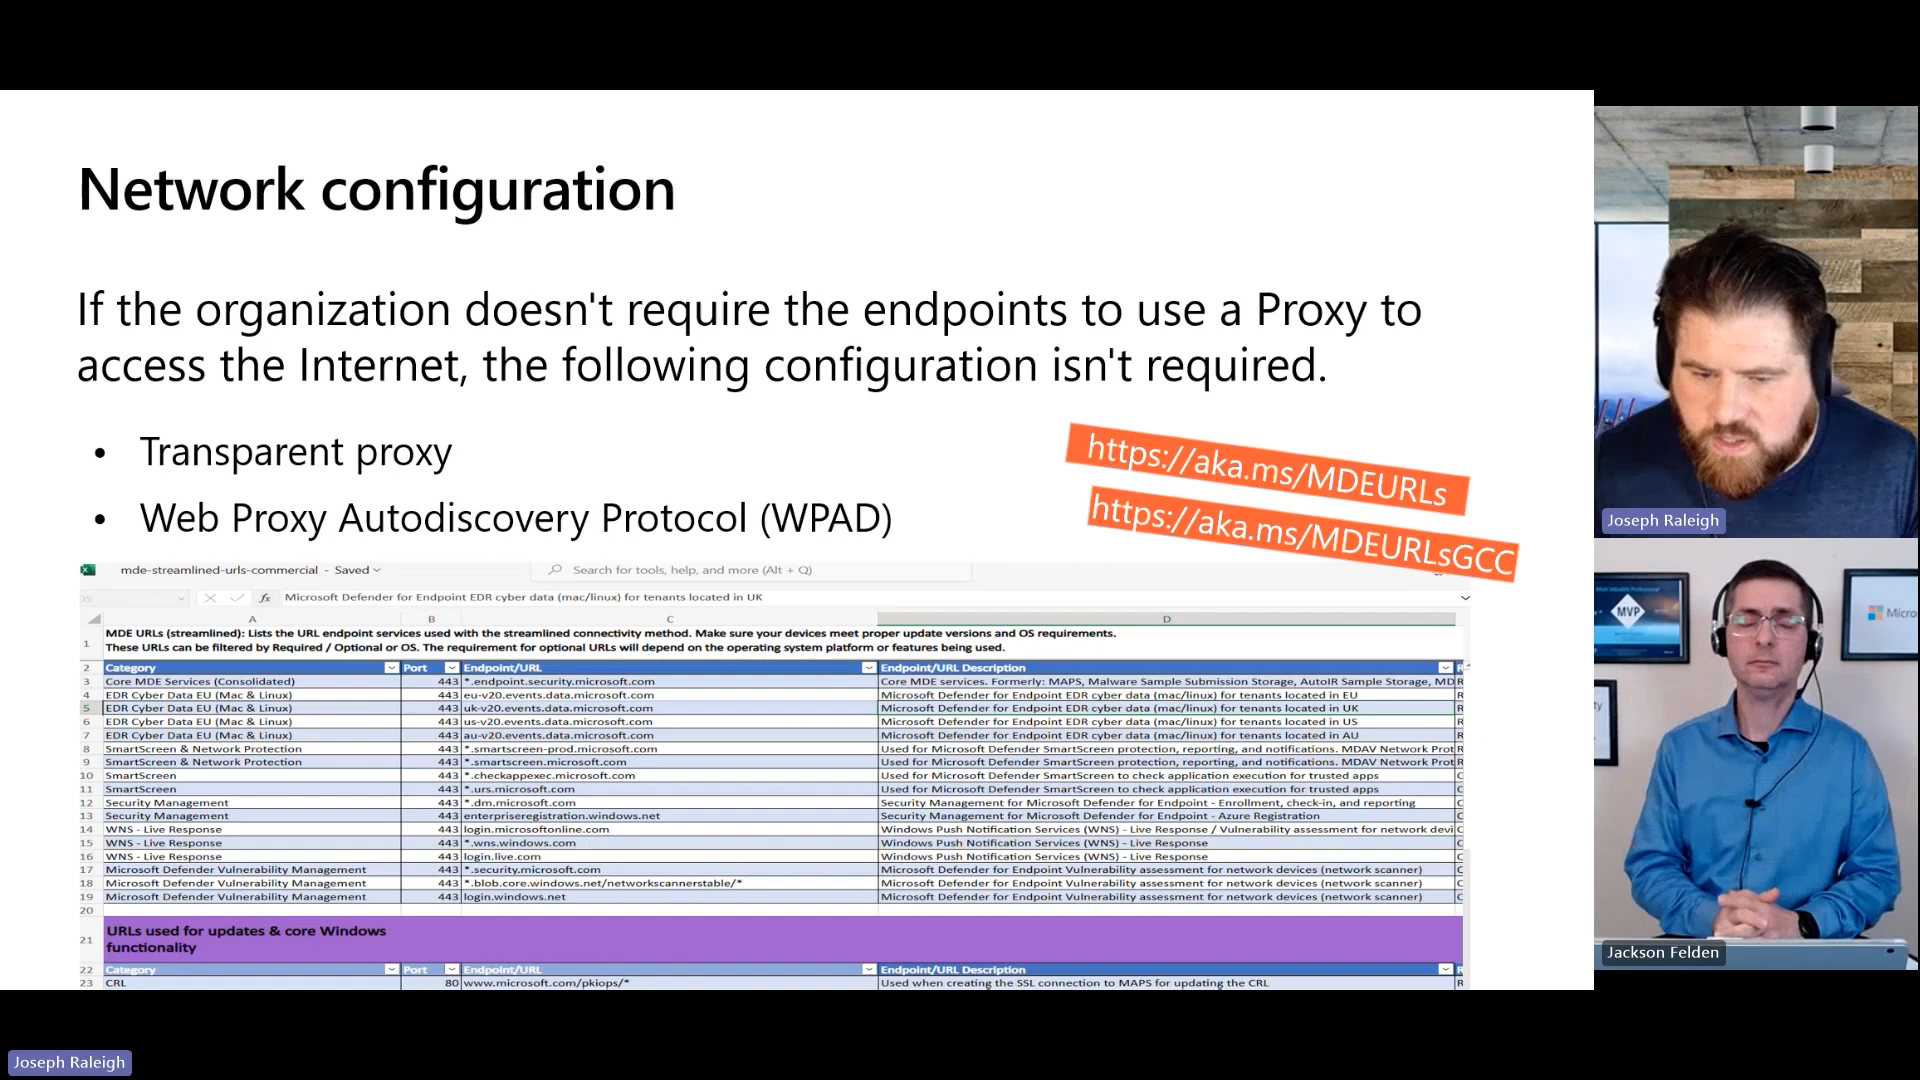 Network configuration
If the organization doesn't require the endpoints to use a Proxy to
access the Internet, the following configuration isn't required.
• Transparent proxy
• Web Proxy Autodiscovery Protocol (WPAD)
https://aka.ms/MDEURLs
https://aka.ms/MDEURLsGCC
mde-streamlined-urls-commercial - Saved
Search for tools, help, and more (Alt + Q)
fx Microsoft Defender for Endpoint EDR cyber data (mac/linux) for tenants located in UK
A B C D
1 MDE URLs (streamlined): Lists the URL endpoint services used with the streamlined connectivity method. Make sure your devices meet proper update versions and OS requirements.
These URLs can be filtered by Required / Optional or OS. The requirement for optional URLs will depend on the operating system platform or features being used.
2 Category Port Endpoint/URL Endpoint/URL Description R
3 Core MDE Services (Consolidated) 443 *.endpoint.security.microsoft.com Core MDE services. Formerly: MAPS, Malware Sample Submission Storage, AutoIR Sample Storage, MD R
4 EDR Cyber Data EU (Mac & Linux) 443 eu-v20.events.data.microsoft.com Microsoft Defender for Endpoint EDR cyber data (mac/linux) for tenants located in EU R
5 EDR Cyber Data EU (Mac & Linux) 443 uk-v20.events.data.microsoft.com Microsoft Defender for Endpoint EDR cyber data (mac/linux) for tenants located in UK R
6 EDR Cyber Data EU (Mac & Linux) 443 us-v20.events.data.microsoft.com Microsoft Defender for Endpoint EDR cyber data (mac/linux) for tenants located in US R
7 EDR Cyber Data EU (Mac & Linux) 443 au-v20.events.data.microsoft.com Microsoft Defender for Endpoint EDR cyber data (mac/linux) for tenants located in AU R
8 SmartScreen & Network Protection 443 *.smartscreen-prod.microsoft.com Used for Microsoft Defender SmartScreen protection, reporting, and notifications. MDAV Network Prot R
9 SmartScreen & Network Protection 443 *.smartscreen.microsoft.com Used for Microsoft Defender SmartScreen protection, reporting, and notifications. MDAV Network Prot R
10 SmartScreen 443 *.checkappexec.microsoft.com Used for Microsoft Defender SmartScreen to check application execution for trusted apps C
11 SmartScreen 443 *.urs.microsoft.com Used for Microsoft Defender SmartScreen to check application execution for trusted apps C
12 Security Management 443 *.dm.microsoft.com Security Management for Microsoft Defender for Endpoint - Enrollment, check-in, and reporting C
13 Security Management 443 enterpriseregistration.windows.net Security Management for Microsoft Defender for Endpoint - Azure Registration C
14 WNS - Live Response 443 login.microsoftonline.com Windows Push Notification Services (WNS) - Live Response / Vulnerability assessment for network devi C
15 WNS - Live Response 443 *.wns.windows.com Windows Push Notification Services (WNS) - Live Response C
16 WNS - Live Response 443 login.live.com Windows Push Notification Services (WNS) - Live Response C
17 Microsoft Defender Vulnerability Management 443 *.security.microsoft.com Microsoft Defender for Endpoint Vulnerability assessment for network devices (network scanner) C
18 Microsoft Defender Vulnerability Management 443 *.blob.core.windows.net/networkscannerstable/* Microsoft Defender for Endpoint Vulnerability assessment for network devices (network scanner) C
19 Microsoft Defender Vulnerability Management 443 login.windows.net Microsoft Defender for Endpoint Vulnerability assessment for network devices (network scanner) C
20
21 URLs used for updates & core Windows
functionality
22 Category Port Endpoint/URL Endpoint/URL Description R
23 CRL 80 www.microsoft.com/pkiops/* Used when creating the SSL connection to MAPS for updating the CRL R
Joseph Raleigh
MVP
Micro
Jackson Felden
Joseph Raleigh